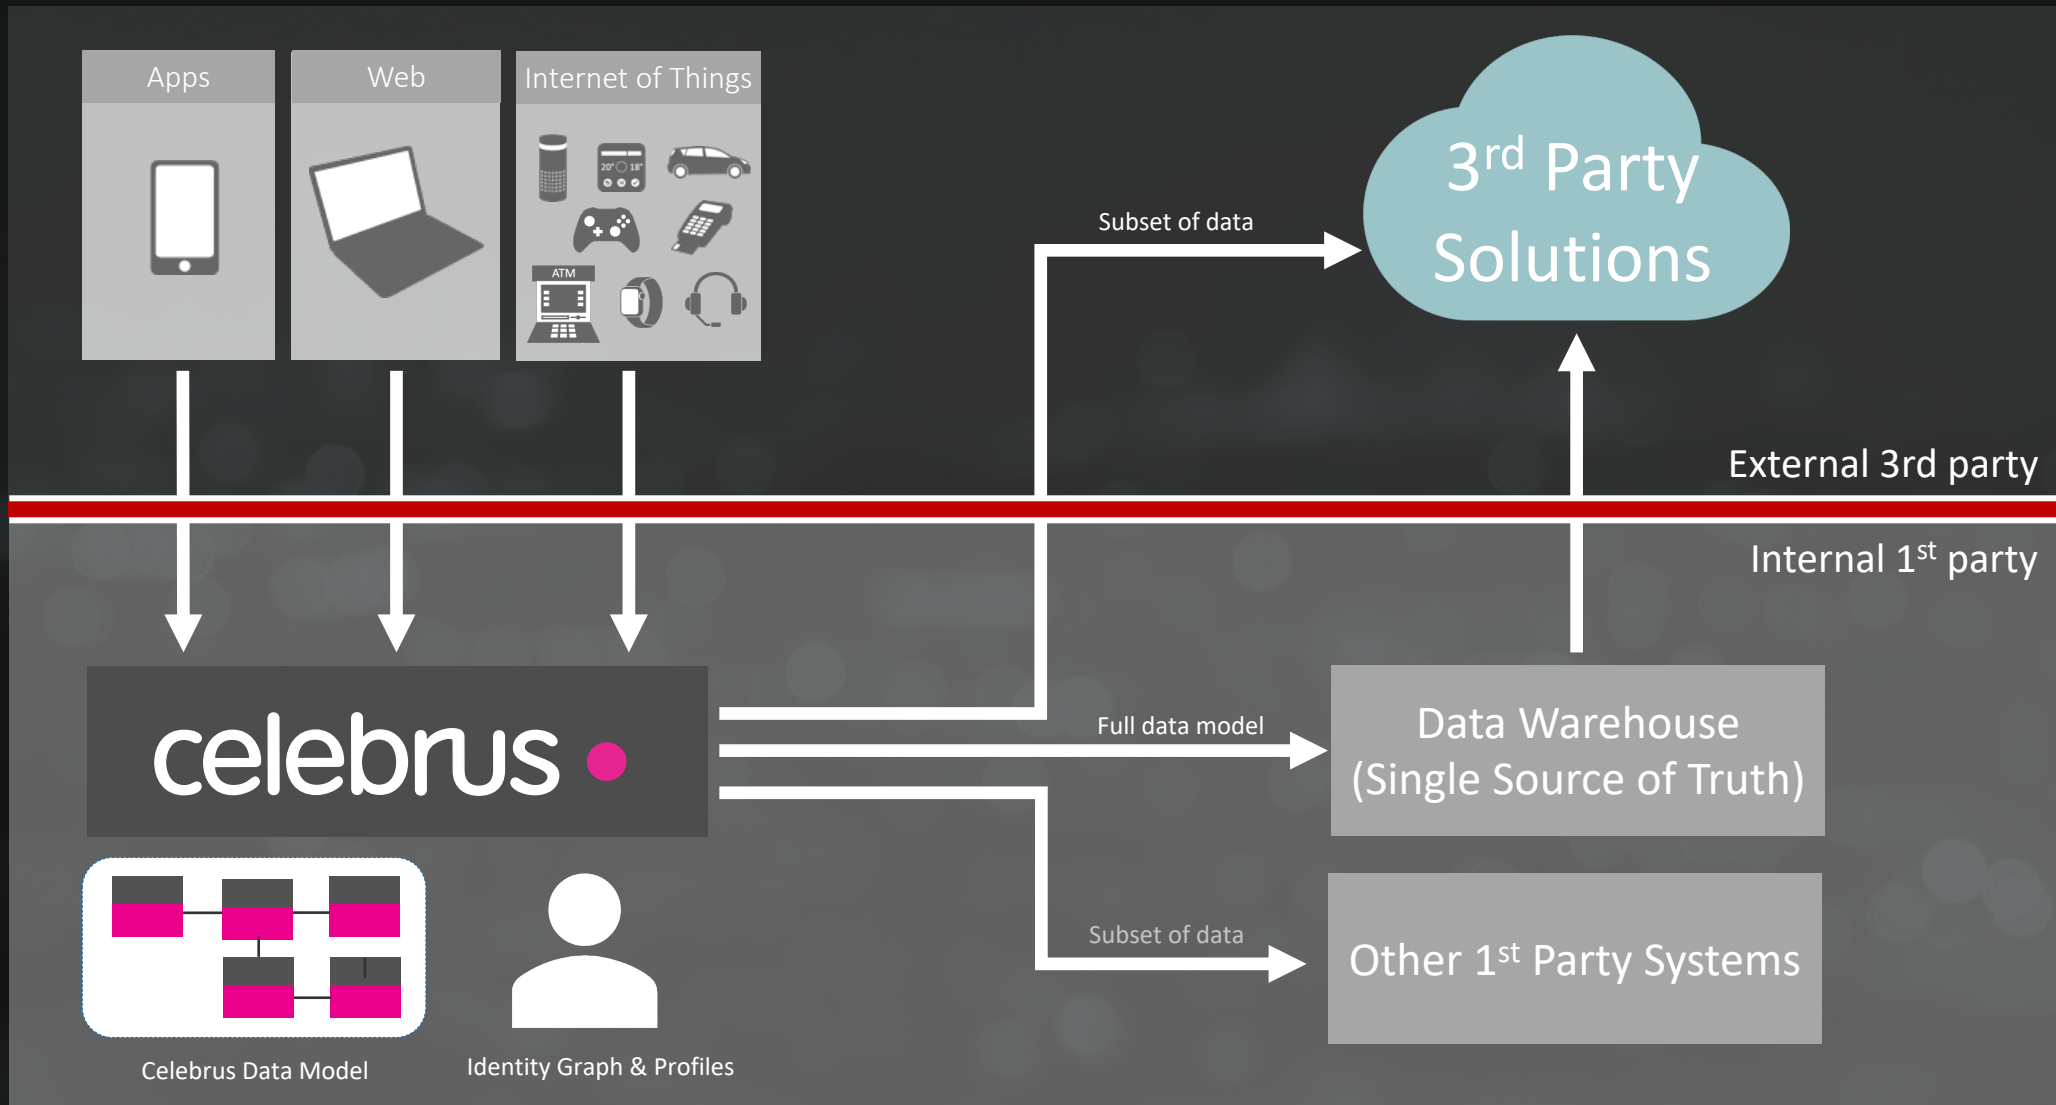 Apps
Web
Internet of Things
20° 18°
ATM
3rd Party
Solutions
Subset of data
External 3rd party
Internal 1st party
celebrus
Full data model
Data Warehouse
(Single Source of Truth)
Subset of data
Other 1st Party Systems
Celebrus Data Model
Identity Graph & Profiles